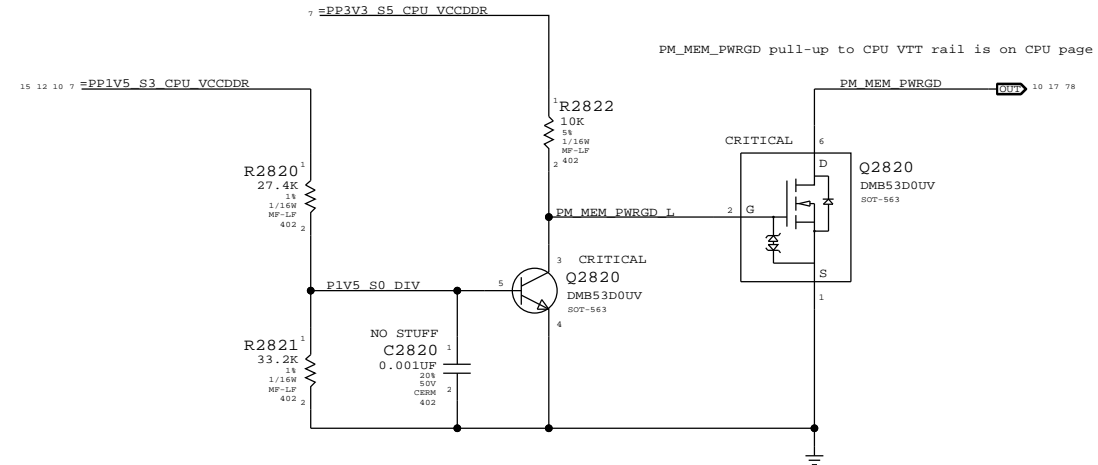 7 =PP3V3_S5_CPU_VCCDDR
PM_MEM_PWRGD pull-up to CPU VTT rail is on CPU page
15 12 10 7 =PP1V5_S3_CPU_VCCDDR
PM_MEM_PWRGD
OUT 10 17 78
1
R2822
10K
5%
1/16W
MF-LF
402
2
CRITICAL
6
D
Q2820
DMB53D0UV
SOT-563
R2820
1
27.4K
1%
1/16W
MF-LF
402
2
PM_MEM_PWRGD_L
2
G
S
1
3
CRITICAL
Q2820
DMB53D0UV
SOT-563
P1V5_S0_DIV
5
4
NO STUFF
R2821
1
33.2K
1%
1/16W
MF-LF
402
2
C2820
1
0.001UF
20%
50V
CERM
402
2